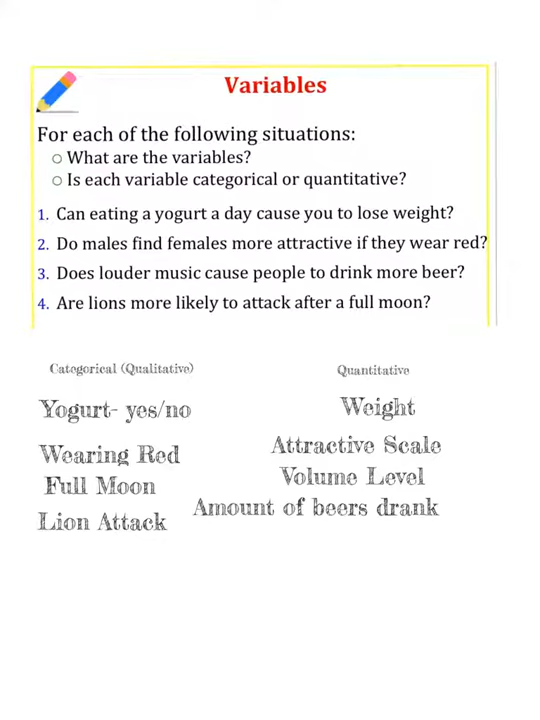 Variables
For each of the following situations:
○ What are the variables?
○ Is each variable categorical or quantitative?
1. Can eating a yogurt a day cause you to lose weight?
2. Do males find females more attractive if they wear red?
3. Does louder music cause people to drink more beer?
4. Are lions more likely to attack after a full moon?
Categorical (Qualitative)
Quantitative
Yogurt- yes/no
Weight
Wearing Red
Attractive Scale
Full Moon
Volume Level
Lion Attack
Amount of beers drank